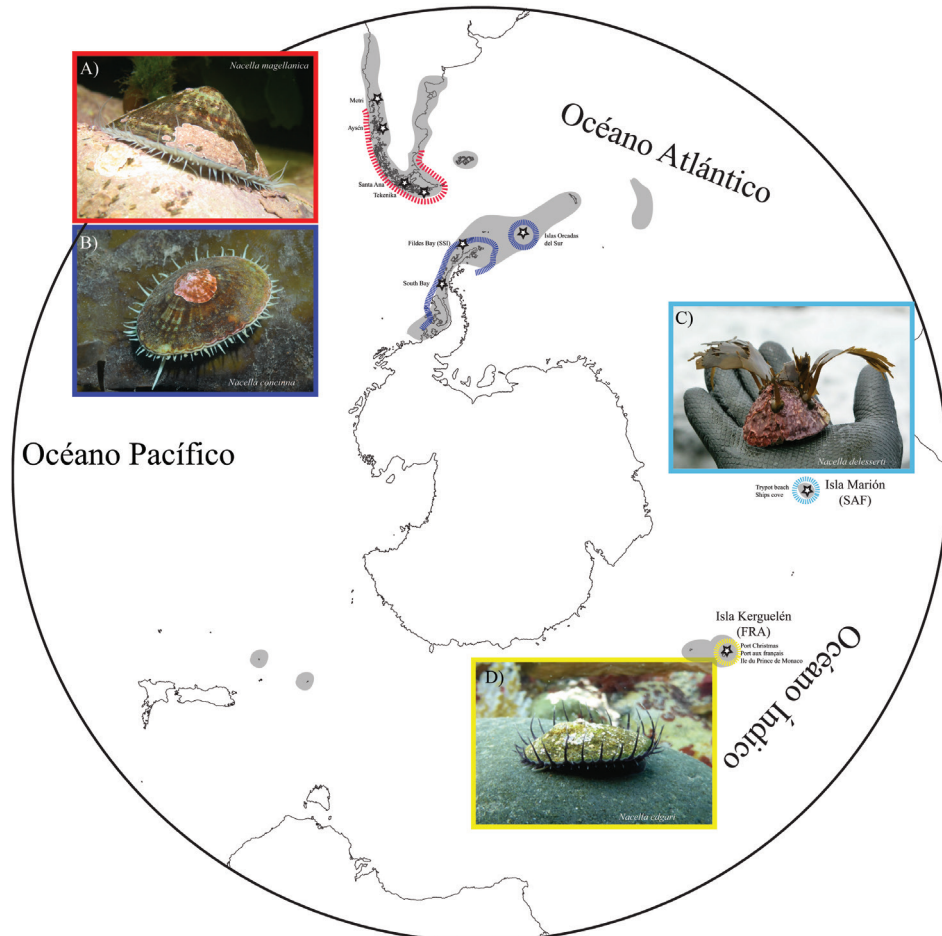 A)
Nacella magellanica
B)
Nacella concinna
Metri
Aysén
Santa Ana
Tekenika
Océano Atlántico
Fildes Bay (SSI)
Islas Orcadas
del Sur
South Bay
C)
Nacella delesserti
Océano Pacífico
Trypot beach
Ships cove
Isla Marión
(SAF)
Isla Kerguelén
(FRA)
Port Christmas
Port aux français
Ile du Prince de Monaco
Océano Índico
D)
Nacella edgari